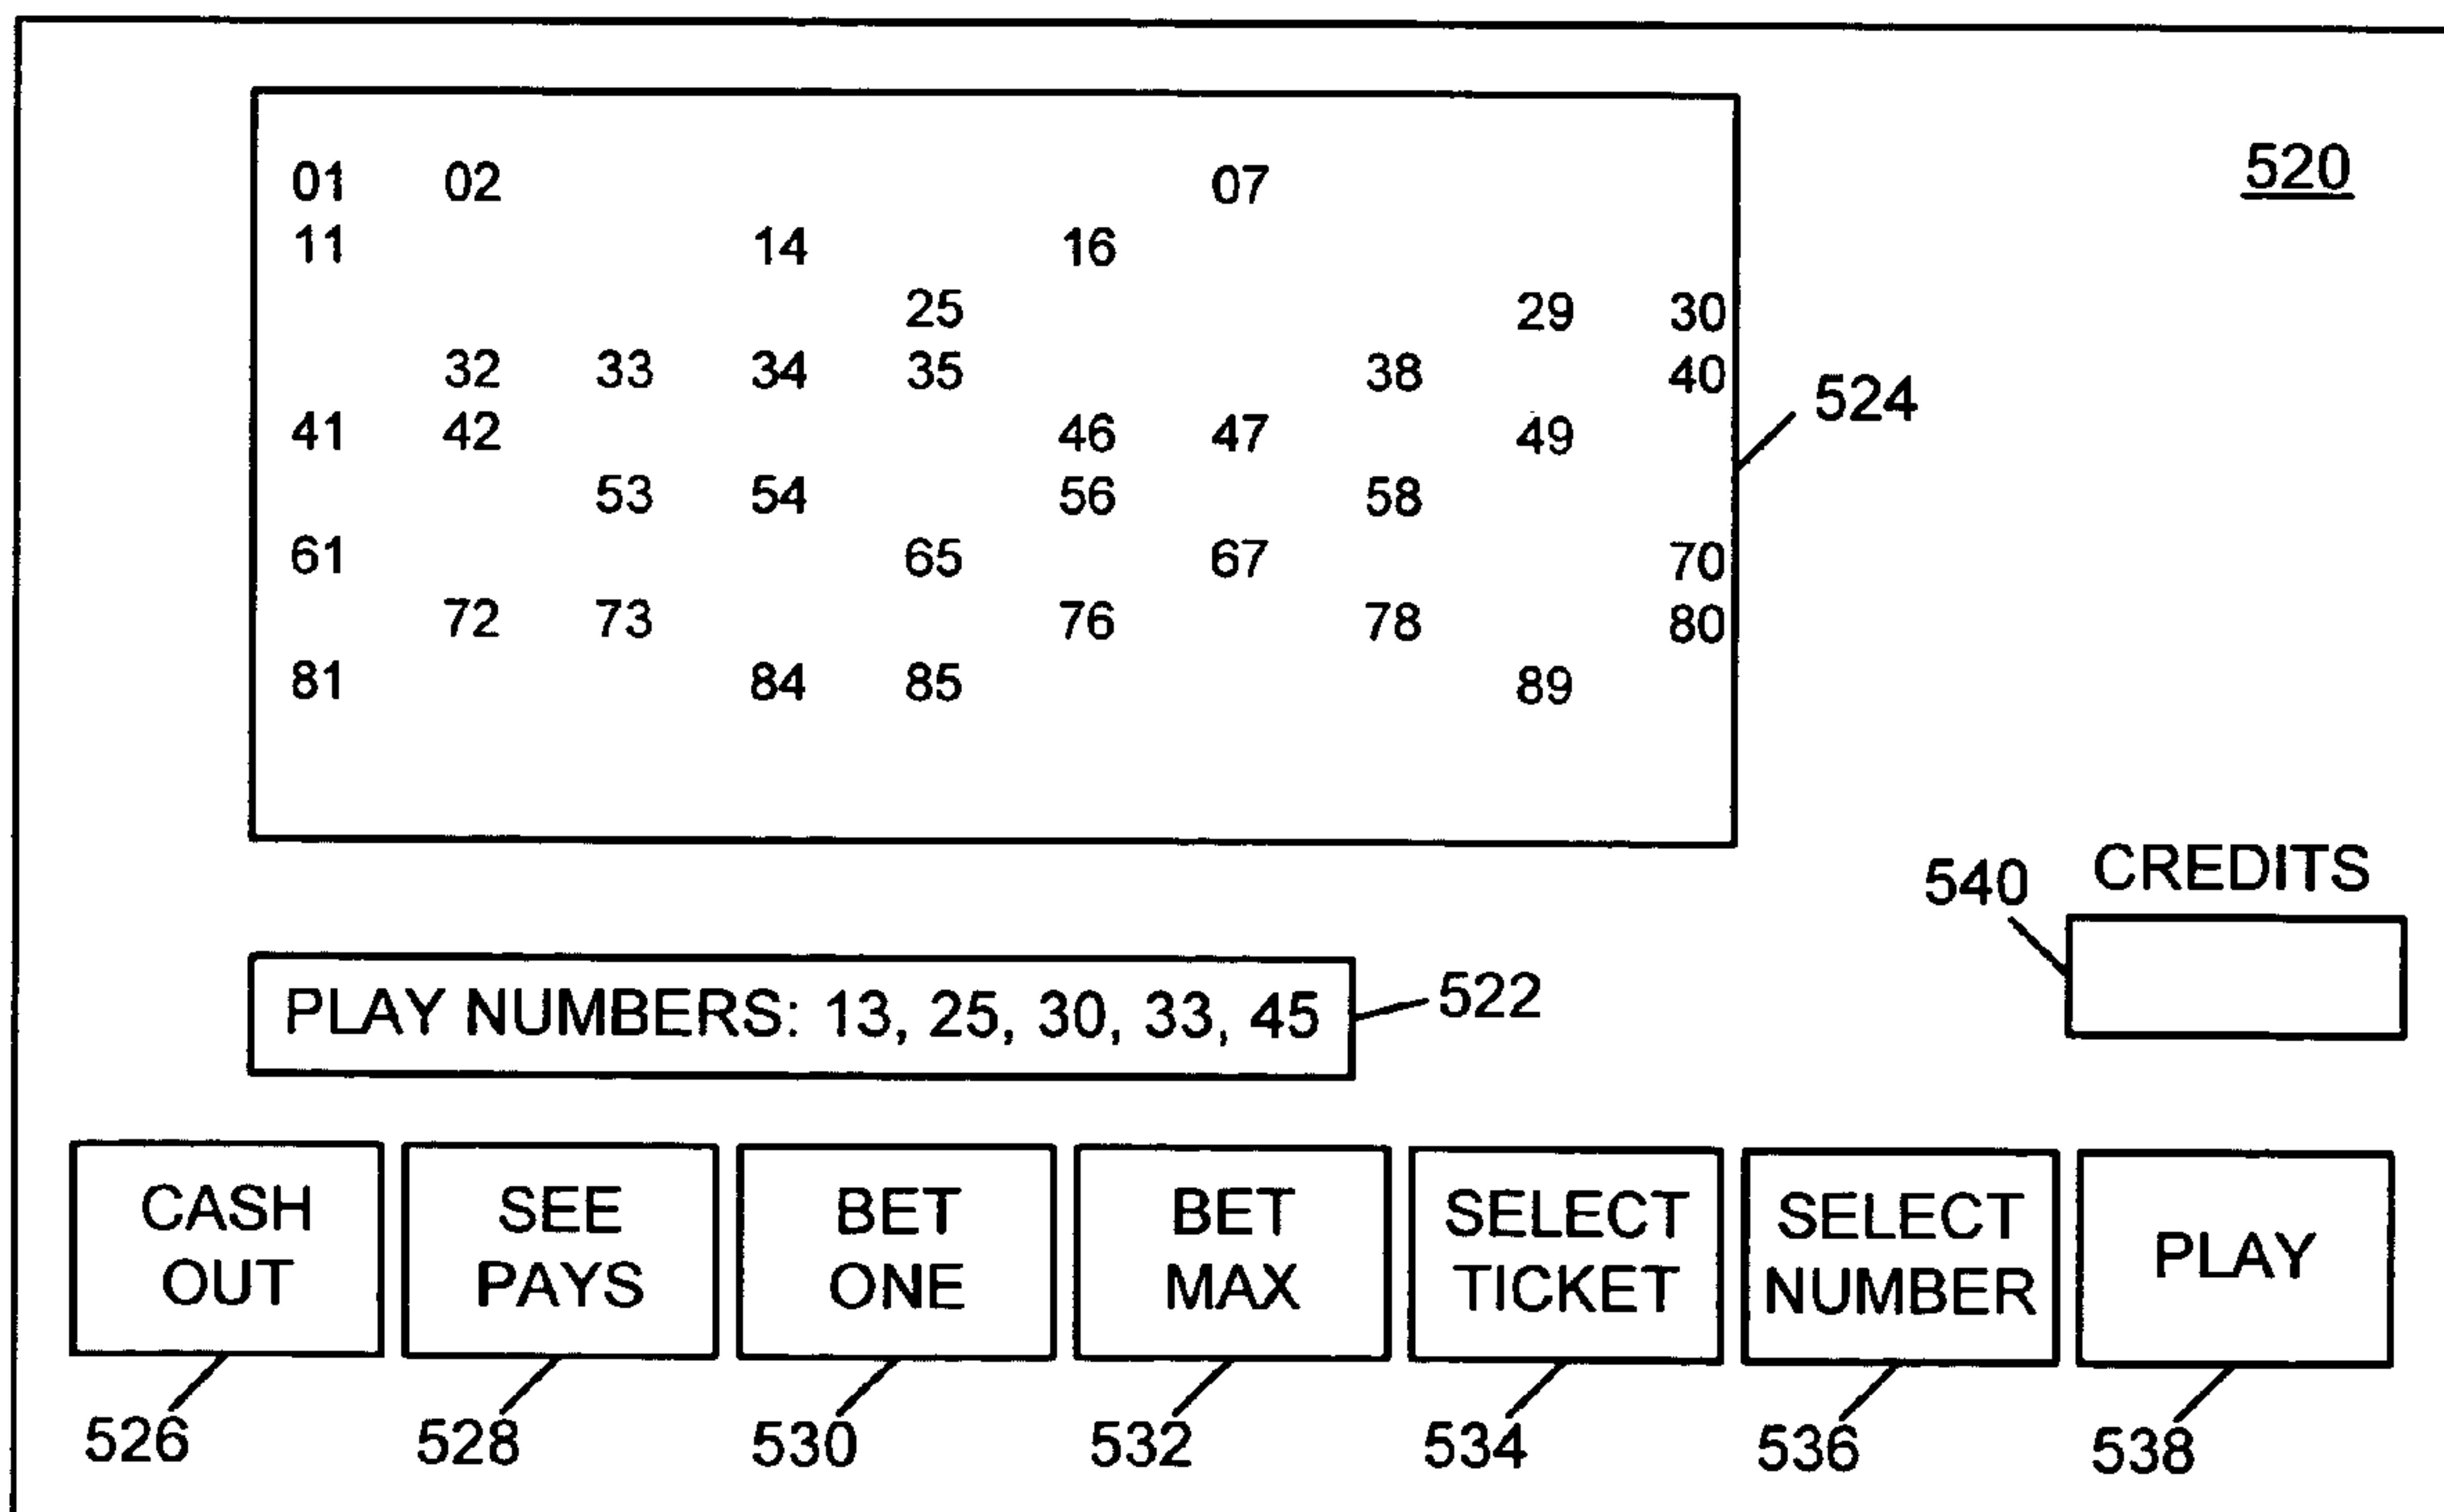 520
01 02 07
11 14 16
25 29 30
32 33 34 35 38 40
41 42 46 47 49
524
53 54 56 58
61 65 67 70
72 73 76 78 80
81 84 85 89
540 CREDITS
PLAY NUMBERS: 13, 25, 30, 33, 45
522
CASH
OUT
SEE
PAYS
BET
ONE
BET
MAX
SELECT
TICKET
SELECT
NUMBER
PLAY
526 528 530 532 534 536 538